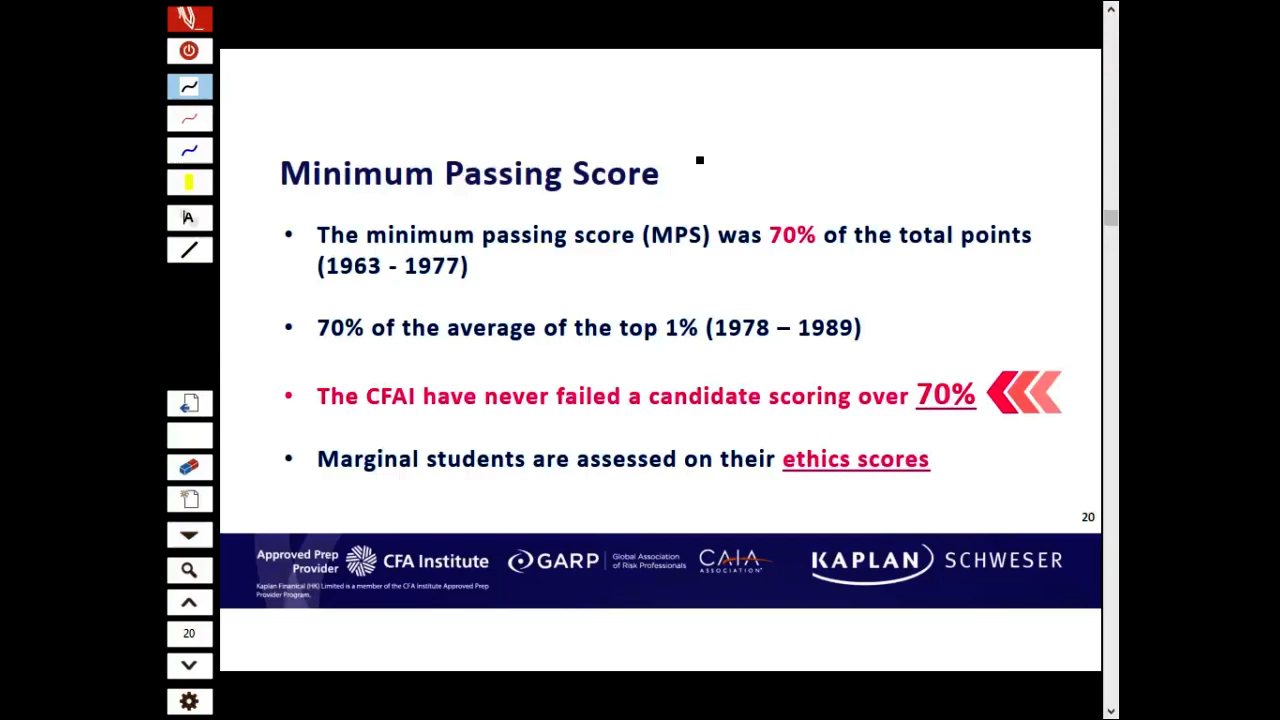 Minimum Passing Score
• The minimum passing score (MPS) was 70% of the total points
(1963 - 1977)
• 70% of the average of the top 1% (1978 – 1989)
• The CFAI have never failed a candidate scoring over 70%
• Marginal students are assessed on their ethics scores
20
Approved Prep
Provider
CFA Institute
GARP
Global Association
of Risk Professionals
CAIA
ASSOCIATION
KAPLAN SCHWESER
Kaplan Finanical (HK) Limited is a member of the CFA Institute Approved Prep
Provider Program.
A
20